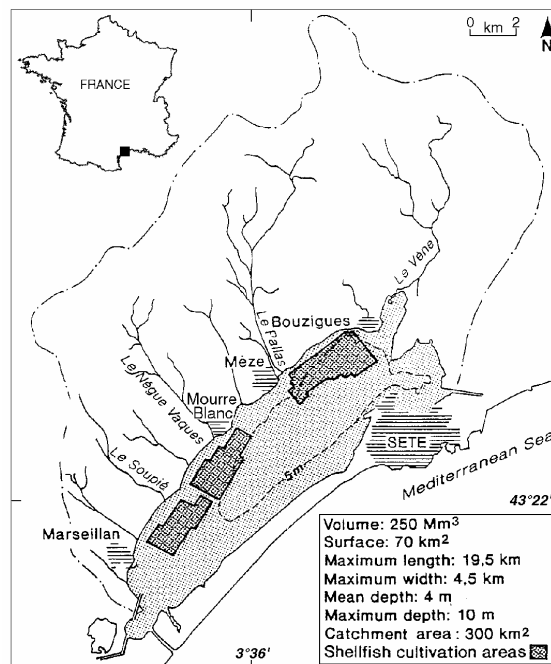 0 km 2
N
FRANCE
Le Vène
Bouzigues
Le Pallas
Mèze
Mourre
Blanc
Le Nègue Vaques
SETE
Le Soupié
5m
Mediterranean Sea
43°22'
Marseillan
Volume: 250 Mm³
Surface: 70 km²
Maximum length: 19,5 km
Maximum width: 4,5 km
Mean depth: 4 m
Maximum depth: 10 m
Catchment area: 300 km²
Shellfish cultivation areas
3°36'